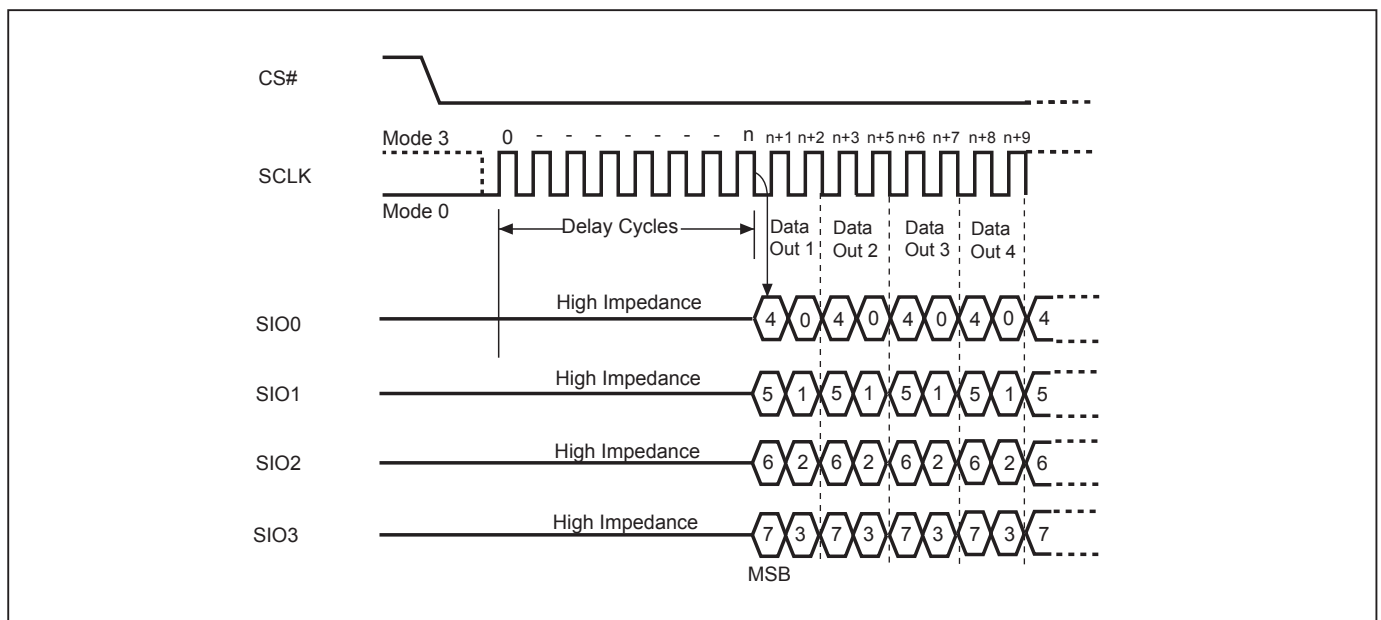 CS#
Mode 3 0 - - - - - - - n n+1 n+2 n+3 n+5 n+6 n+7 n+8 n+9
SCLK
Mode 0
Delay Cycles
Data Out 1
Data Out 2
Data Out 3
Data Out 4
High Impedance
SIO0 4 0 4 0 4 0 4 0 4
High Impedance
SIO1 5 1 5 1 5 1 5 1 5
High Impedance
SIO2 6 2 6 2 6 2 6 2 6
High Impedance
SIO3 7 3 7 3 7 3 7 3 7
MSB